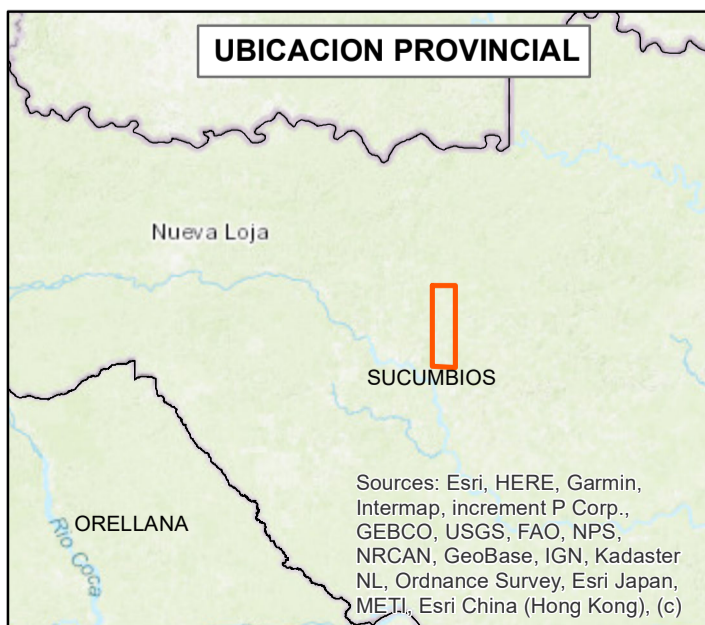 UBICACION PROVINCIAL
Nueva Loja
SUCUMBIOS
ORELLANA
Rio Coca
Sources: Esri, HERE, Garmin,
Intermap, increment P Corp.,
GEBCO, USGS, FAO, NPS,
NRCAN, GeoBase, IGN, Kadaster
NL, Ordnance Survey, Esri Japan,
METI, Esri China (Hong Kong), (c)